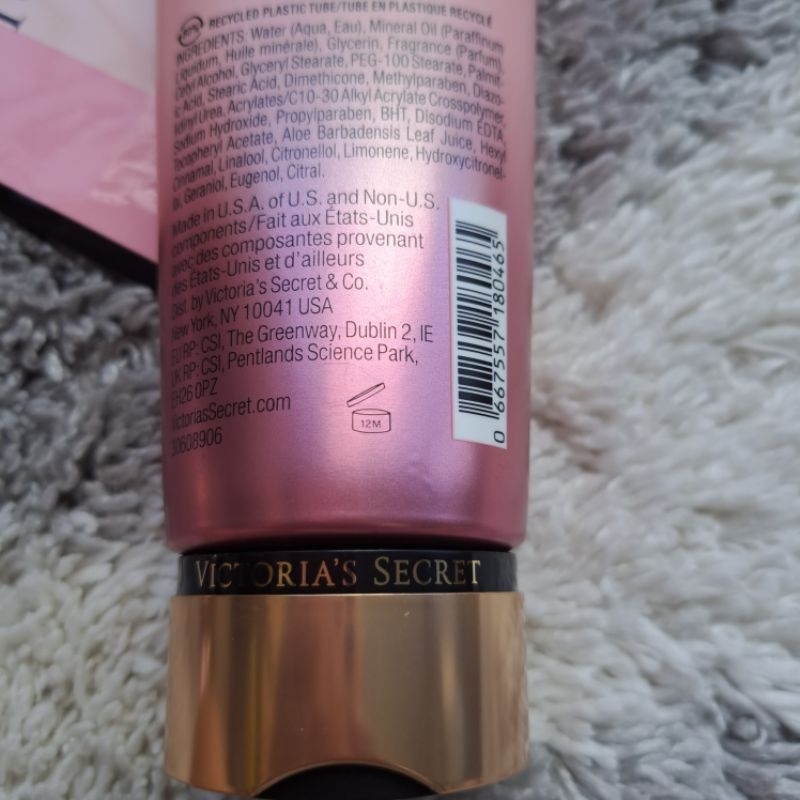 RECYCLED PLASTIC TUBE/TUBE EN PLASTIQUE RECYCLÉ
INGREDIENTS: Water (Aqua, Eau), Mineral Oil (Paraffinum
Liquidum, Huile minérale), Glycerin, Fragrance (Parfum),
Cetyl Alcohol, Glyceryl Stearate, PEG-100 Stearate, Palmit-
ic Acid, Stearic Acid, Dimethicone, Methylparaben, Diazo-
lidinyl Urea, Acrylates/C10-30 Alkyl Acrylate Crosspolymer,
Sodium Hydroxide, Propylparaben, BHT, Disodium EDTA,
Tocopheryl Acetate, Aloe Barbadensis Leaf Juice, Hexyl
Cinnamal, Linalool, Citronellol, Limonene, Hydroxycitronel-
lal, Geraniol, Eugenol, Citral.
Made in U.S.A. of U.S. and Non-U.S.
components/Fait aux États-Unis
avec des composantes provenant
des États-Unis et d'ailleurs
Dist. by Victoria's Secret & Co.
New York, NY 10041 USA
EU RP: CSI, The Greenway, Dublin 2, IE
UK RP: CSI, Pentlands Science Park,
EH26 0PZ
VictoriasSecret.com
30608906
12M
0 667557 180465
VICTORIA'S SECRET